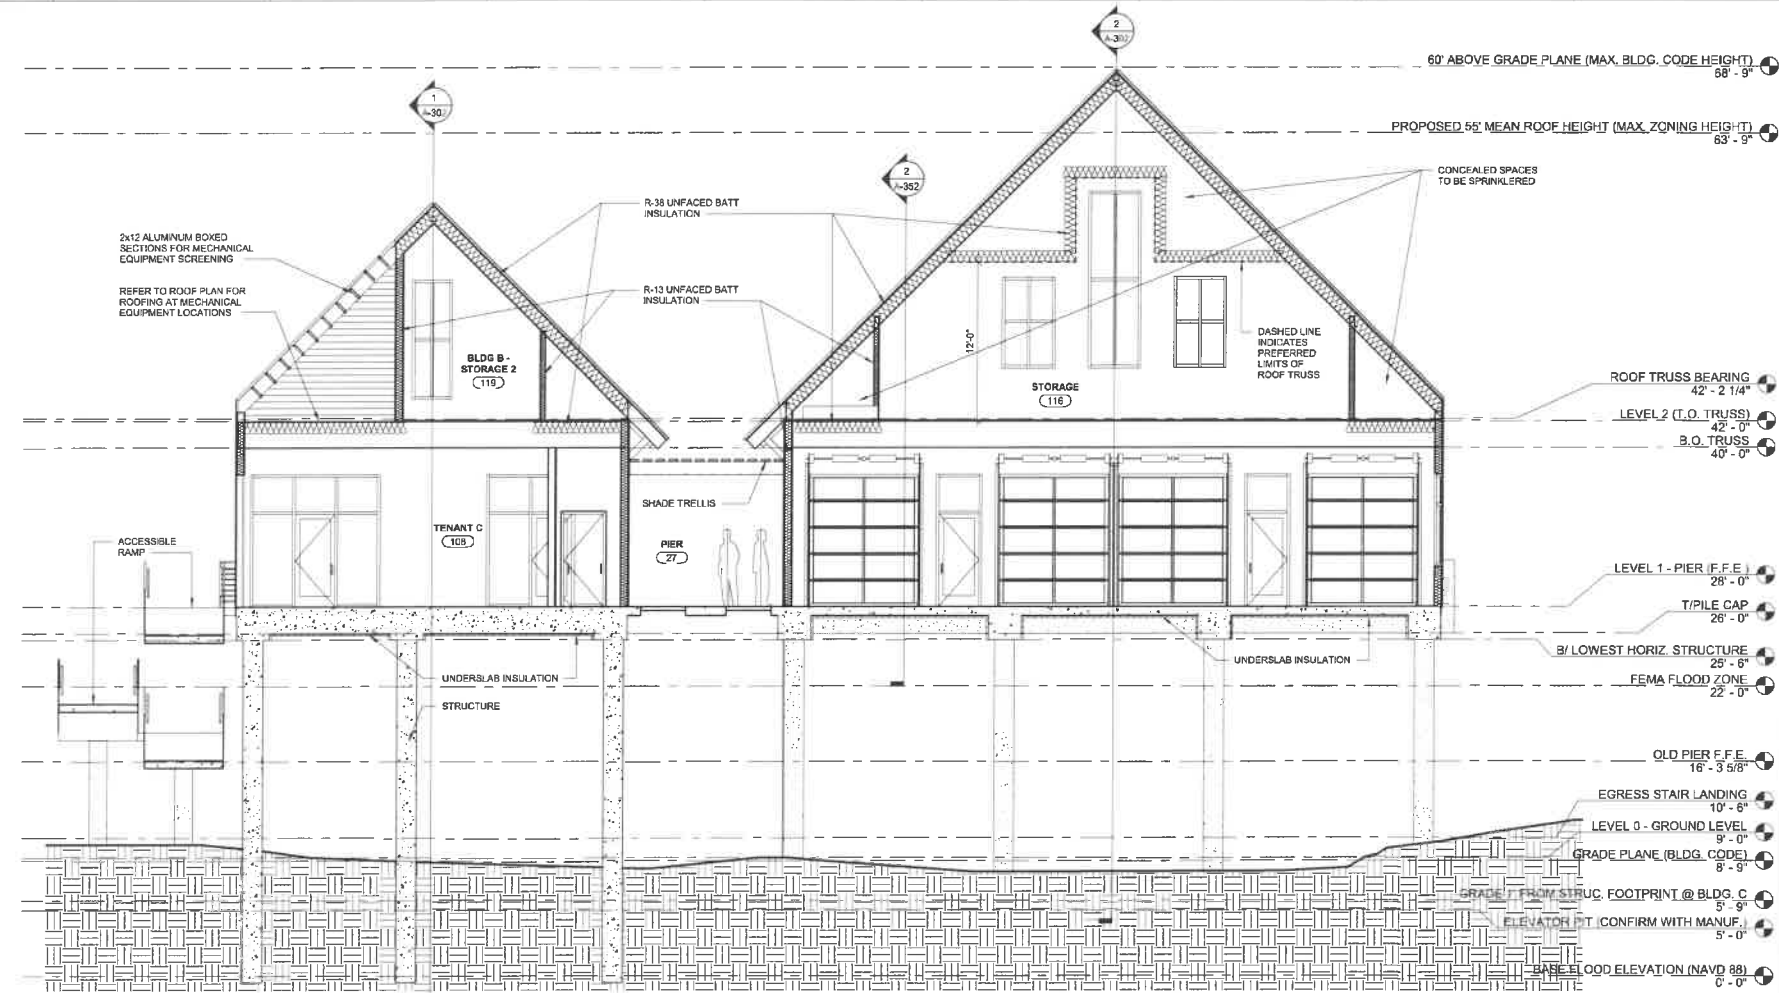 2
A-302
60' ABOVE GRADE PLANE (MAX. BLDG. CODE HEIGHT)
68' - 9"
1
A-302
PROPOSED 55' MEAN ROOF HEIGHT (MAX. ZONING HEIGHT)
63' - 9"
2
A-352
CONCEALED SPACES
TO BE SPRINKLERED
R-38 UNFACED BATT
INSULATION
2x12 ALUMINUM BOXED
SECTIONS FOR MECHANICAL
EQUIPMENT SCREENING
REFER TO ROOF PLAN FOR
ROOFING AT MECHANICAL
EQUIPMENT LOCATIONS
R-13 UNFACED BATT
INSULATION
BLDG B -
STORAGE 2
119
12'-0"
DASHED LINE
INDICATES
PREFERRED
LIMITS OF
ROOF TRUSS
STORAGE
116
ROOF TRUSS BEARING
42' - 2 1/4"
LEVEL 2 (T.O. TRUSS)
42' - 0"
B.O. TRUSS
40' - 0"
SHADE TRELLIS
TENANT C
108
PIER
27
ACCESSIBLE
RAMP
LEVEL 1 - PIER (F.F.E.)
28' - 0"
T/PILE CAP
26' - 0"
B/ LOWEST HORIZ. STRUCTURE
25' - 6"
UNDERSLAB INSULATION
UNDERSLAB INSULATION
FEMA FLOOD ZONE
22' - 0"
STRUCTURE
OLD PIER F.F.E.
16' - 3 5/8"
EGRESS STAIR LANDING
10' - 6"
LEVEL 0 - GROUND LEVEL
9' - 0"
GRADE PLANE (BLDG. CODE)
8' - 9"
FROM STRUC. FOOTPRINT @ BLDG. C
5' - 9"
ELEVATOR PIT (CONFIRM WITH MANUF.)
5' - 0"
BASE FLOOD ELEVATION (NAVD 88)
0' - 0"